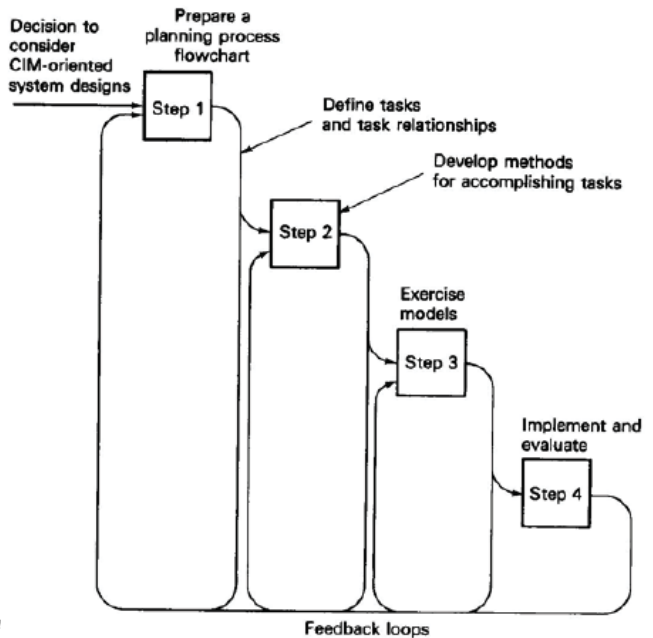 Decision to
consider
CIM-oriented
system designs
Prepare a
planning process
flowchart
Step 1
Define tasks
and task relationships
Develop methods
for accomplishing tasks
Step 2
Exercise
models
Step 3
Implement and
evaluate
Step 4
Feedback loops